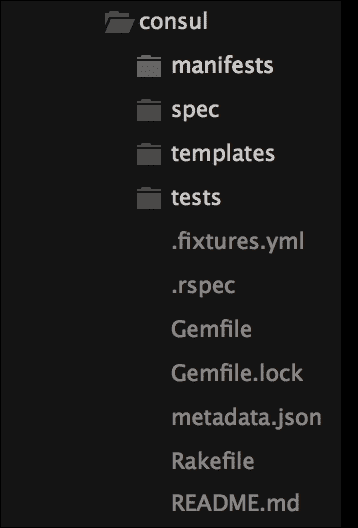 consul
manifests
spec
templates
tests
.fixtures.yml
.rspec
Gemfile
Gemfile.lock
metadata.json
Rakefile
README.md